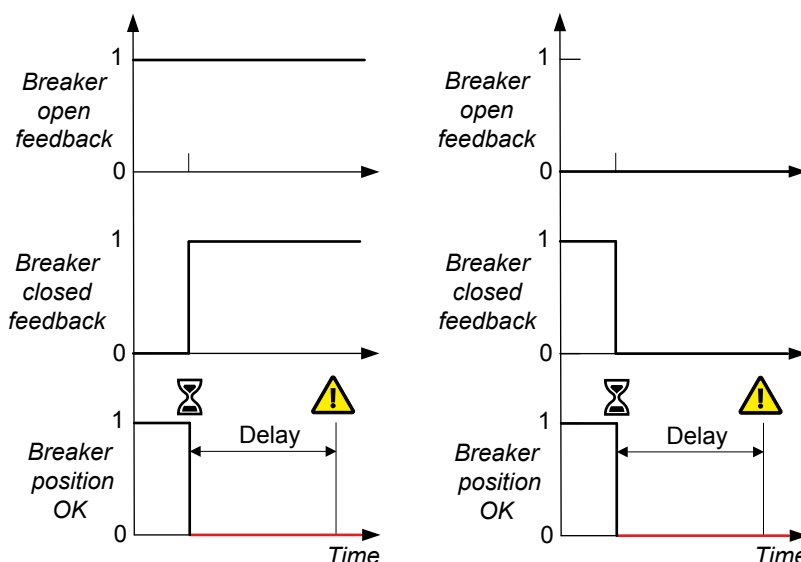 1
Breaker
open
feedback
0
1
Breaker
closed
feedback
0
1
Delay
Breaker
position
OK
0
Time
1
Breaker
open
feedback
0
1
Breaker
closed
feedback
0
1
Delay
Breaker
position
OK
0
Time